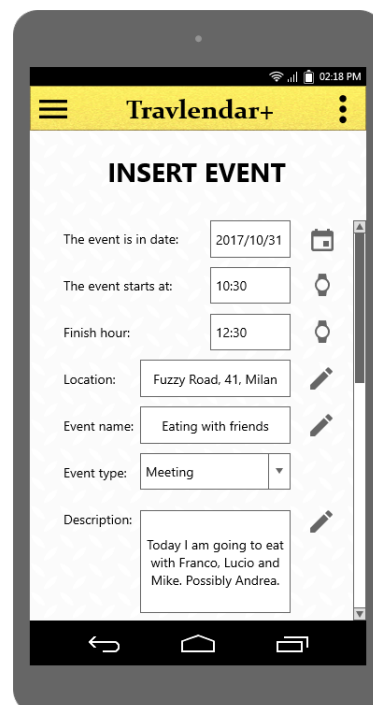 02:18 PM
Travlendar+
INSERT EVENT
The event is in date: 2017/10/31
The event starts at: 10:30
Finish hour: 12:30
Location: Fuzzy Road, 41, Milan
Event name: Eating with friends
Event type: Meeting
Description: Today I am going to eat
with Franco, Lucio and
Mike. Possibly Andrea.